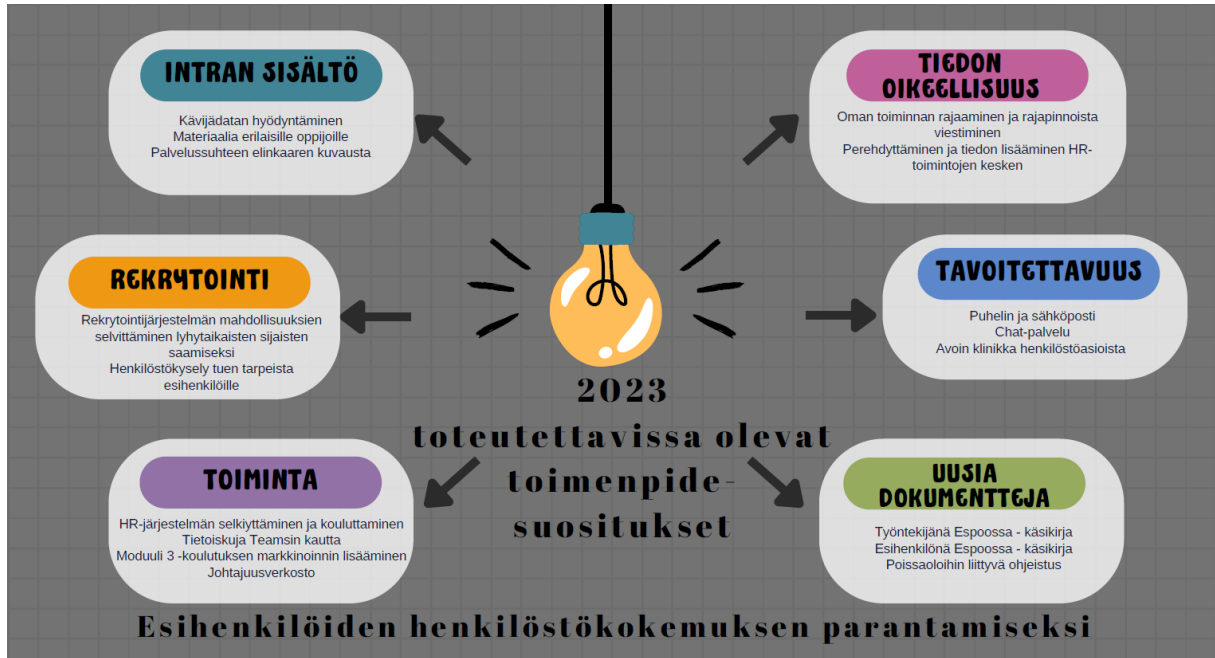 INTRAN SISÄLTÖ
Kävijädatan hyödyntäminen
Materiaalia erilaisille oppijoille
Palvelussuhteen elinkaaren kuvausta
TIEDON
OIKEELLISUUS
Oman toiminnan rajaaminen ja rajapinnoista
viestiminen
Perehdyttäminen ja tiedon lisääminen HR-
toimintojen kesken
REKRYTOINTI
Rekrytointijärjestelmän mahdollisuuksien
selvittäminen lyhytaikaisten sijaisten
saamiseksi
Henkilöstökysely tuen tarpeista
esihenkilöille
TAVOITETTAVUUS
Puhelin ja sähköposti
Chat-palvelu
Avoin klinikka henkilöstöasioista
2023
toteutettavissa olevat
toimenpide-
suositukset
TOIMINTA
HR-järjestelmän selkiyttäminen ja kouluttaminen
Tietoiskuja Teamsin kautta
Moduuli 3 -koulutuksen markkinoinnin lisääminen
Johtajuusverkosto
UUSIA
DOKUMENTTEJA
Työntekijänä Espoossa - käsikirja
Esihenkilönä Espoossa - käsikirja
Poissaoloihin liittyvä ohjeistus
Esihenkilöiden henkilöstökokemuksen parantamiseksi